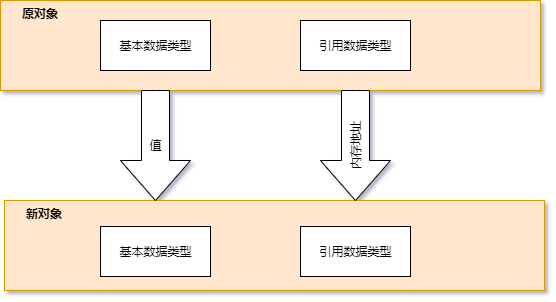 原对象
基本数据类型
引用数据类型
值
内存地址
新对象
基本数据类型
引用数据类型